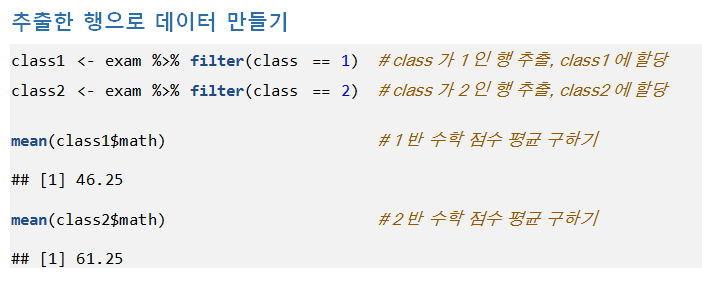 추출한 행으로 데이터 만들기
class1 <- exam %>% filter(class == 1) # class 가 1 인 행 추출, class1 에 할당
class2 <- exam %>% filter(class == 2) # class 가 2 인 행 추출, class2 에 할당
mean(class1$math) # 1 반 수학 점수 평균 구하기
## [1] 46.25
mean(class2$math) # 2 반 수학 점수 평균 구하기
## [1] 61.25